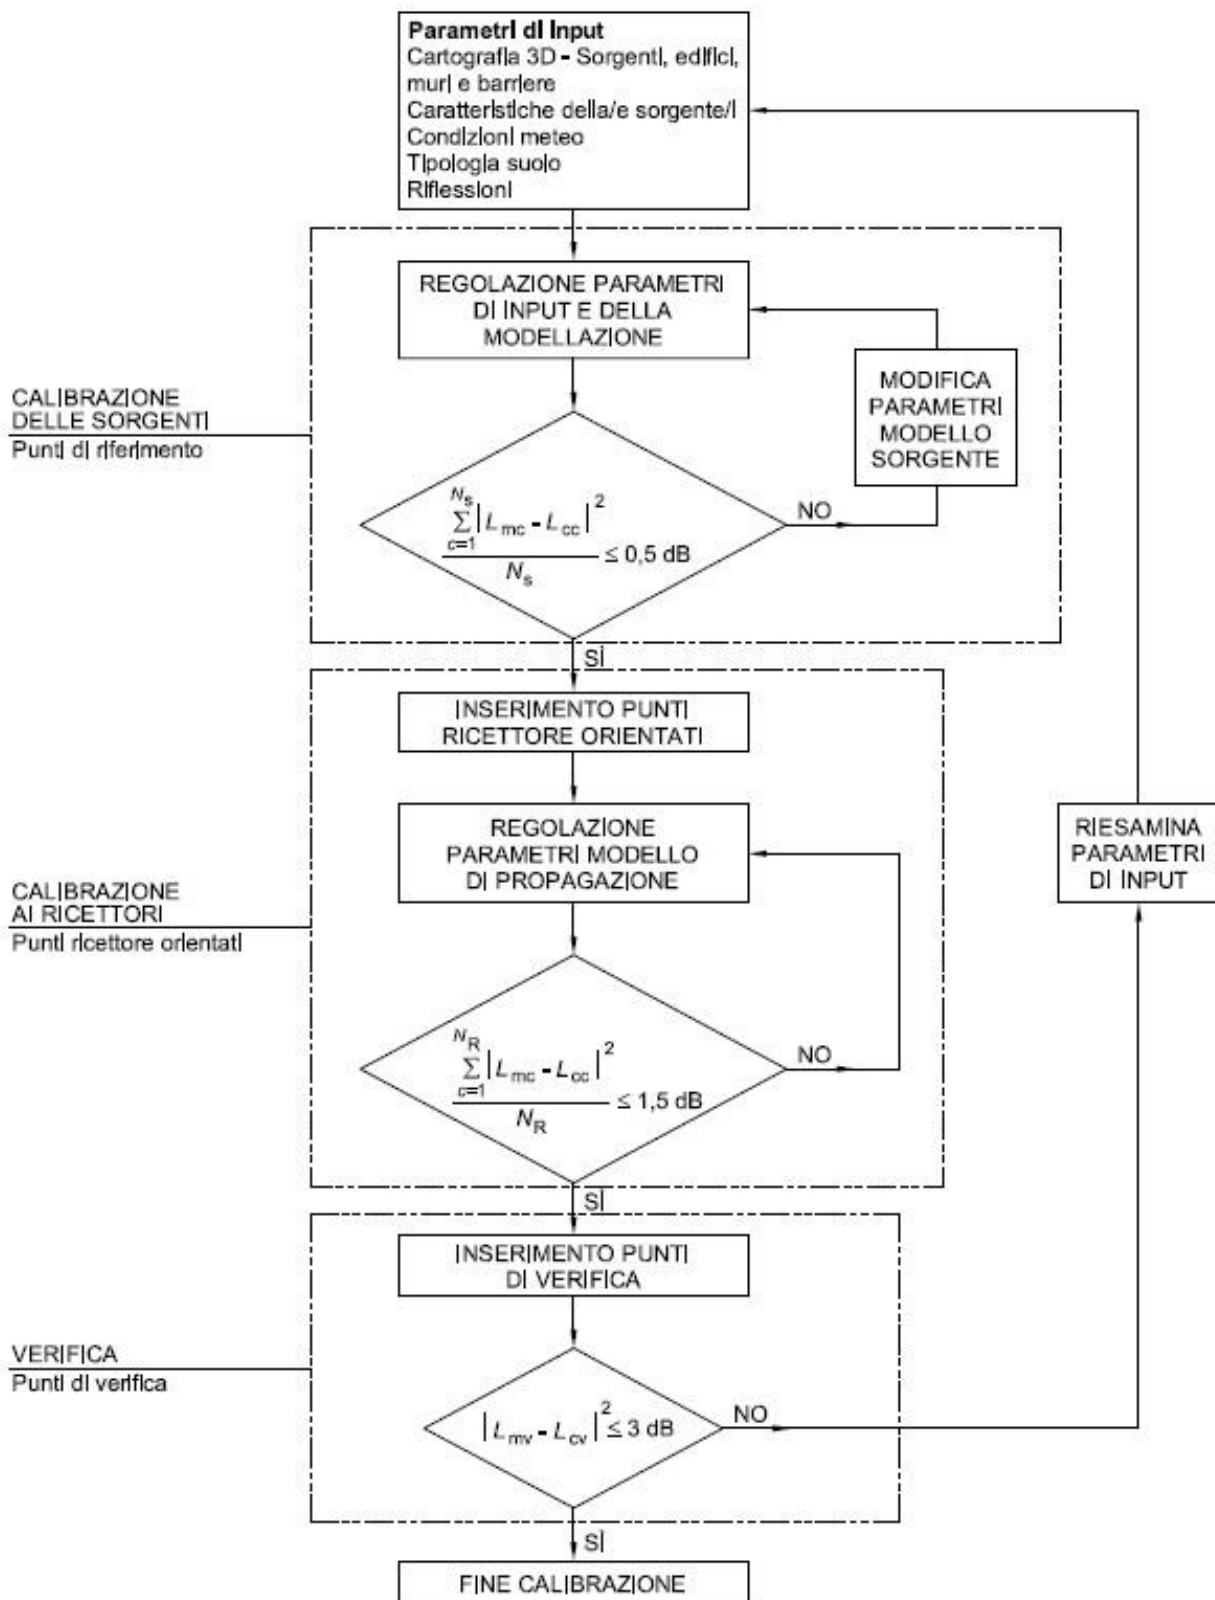 Parametri di Input
Cartografia 3D - Sorgenti, edifici,
muri e barriere
Caratteristiche della/e sorgente/i
Condizioni meteo
Tipologia suolo
Riflessioni
REGOLAZIONE PARAMETRI
DI INPUT E DELLA
MODELLAZIONE
MODIFICA
PARAMETRI
MODELLO
SORGENTE
CALIBRAZIONE
DELLE SORGENTI
Punti di riferimento
N_s
∑ |L_mc - L_cc|²
c=1
N_s
≤ 0,5 dB
NO
SÌ
INSERIMENTO PUNTI
RICETTORE ORIENTATI
REGOLAZIONE
PARAMETRI MODELLO
DI PROPAGAZIONE
RIESAMINA
PARAMETRI
DI INPUT
CALIBRAZIONE
AI RICETTORI
Punti ricettore orientati
N_R
∑ |L_mc - L_cc|²
c=1
N_R
≤ 1,5 dB
NO
SÌ
INSERIMENTO PUNTI
DI VERIFICA
VERIFICA
Punti di verifica
|L_mv - L_cv|² ≤ 3 dB
NO
SÌ
FINE CALIBRAZIONE